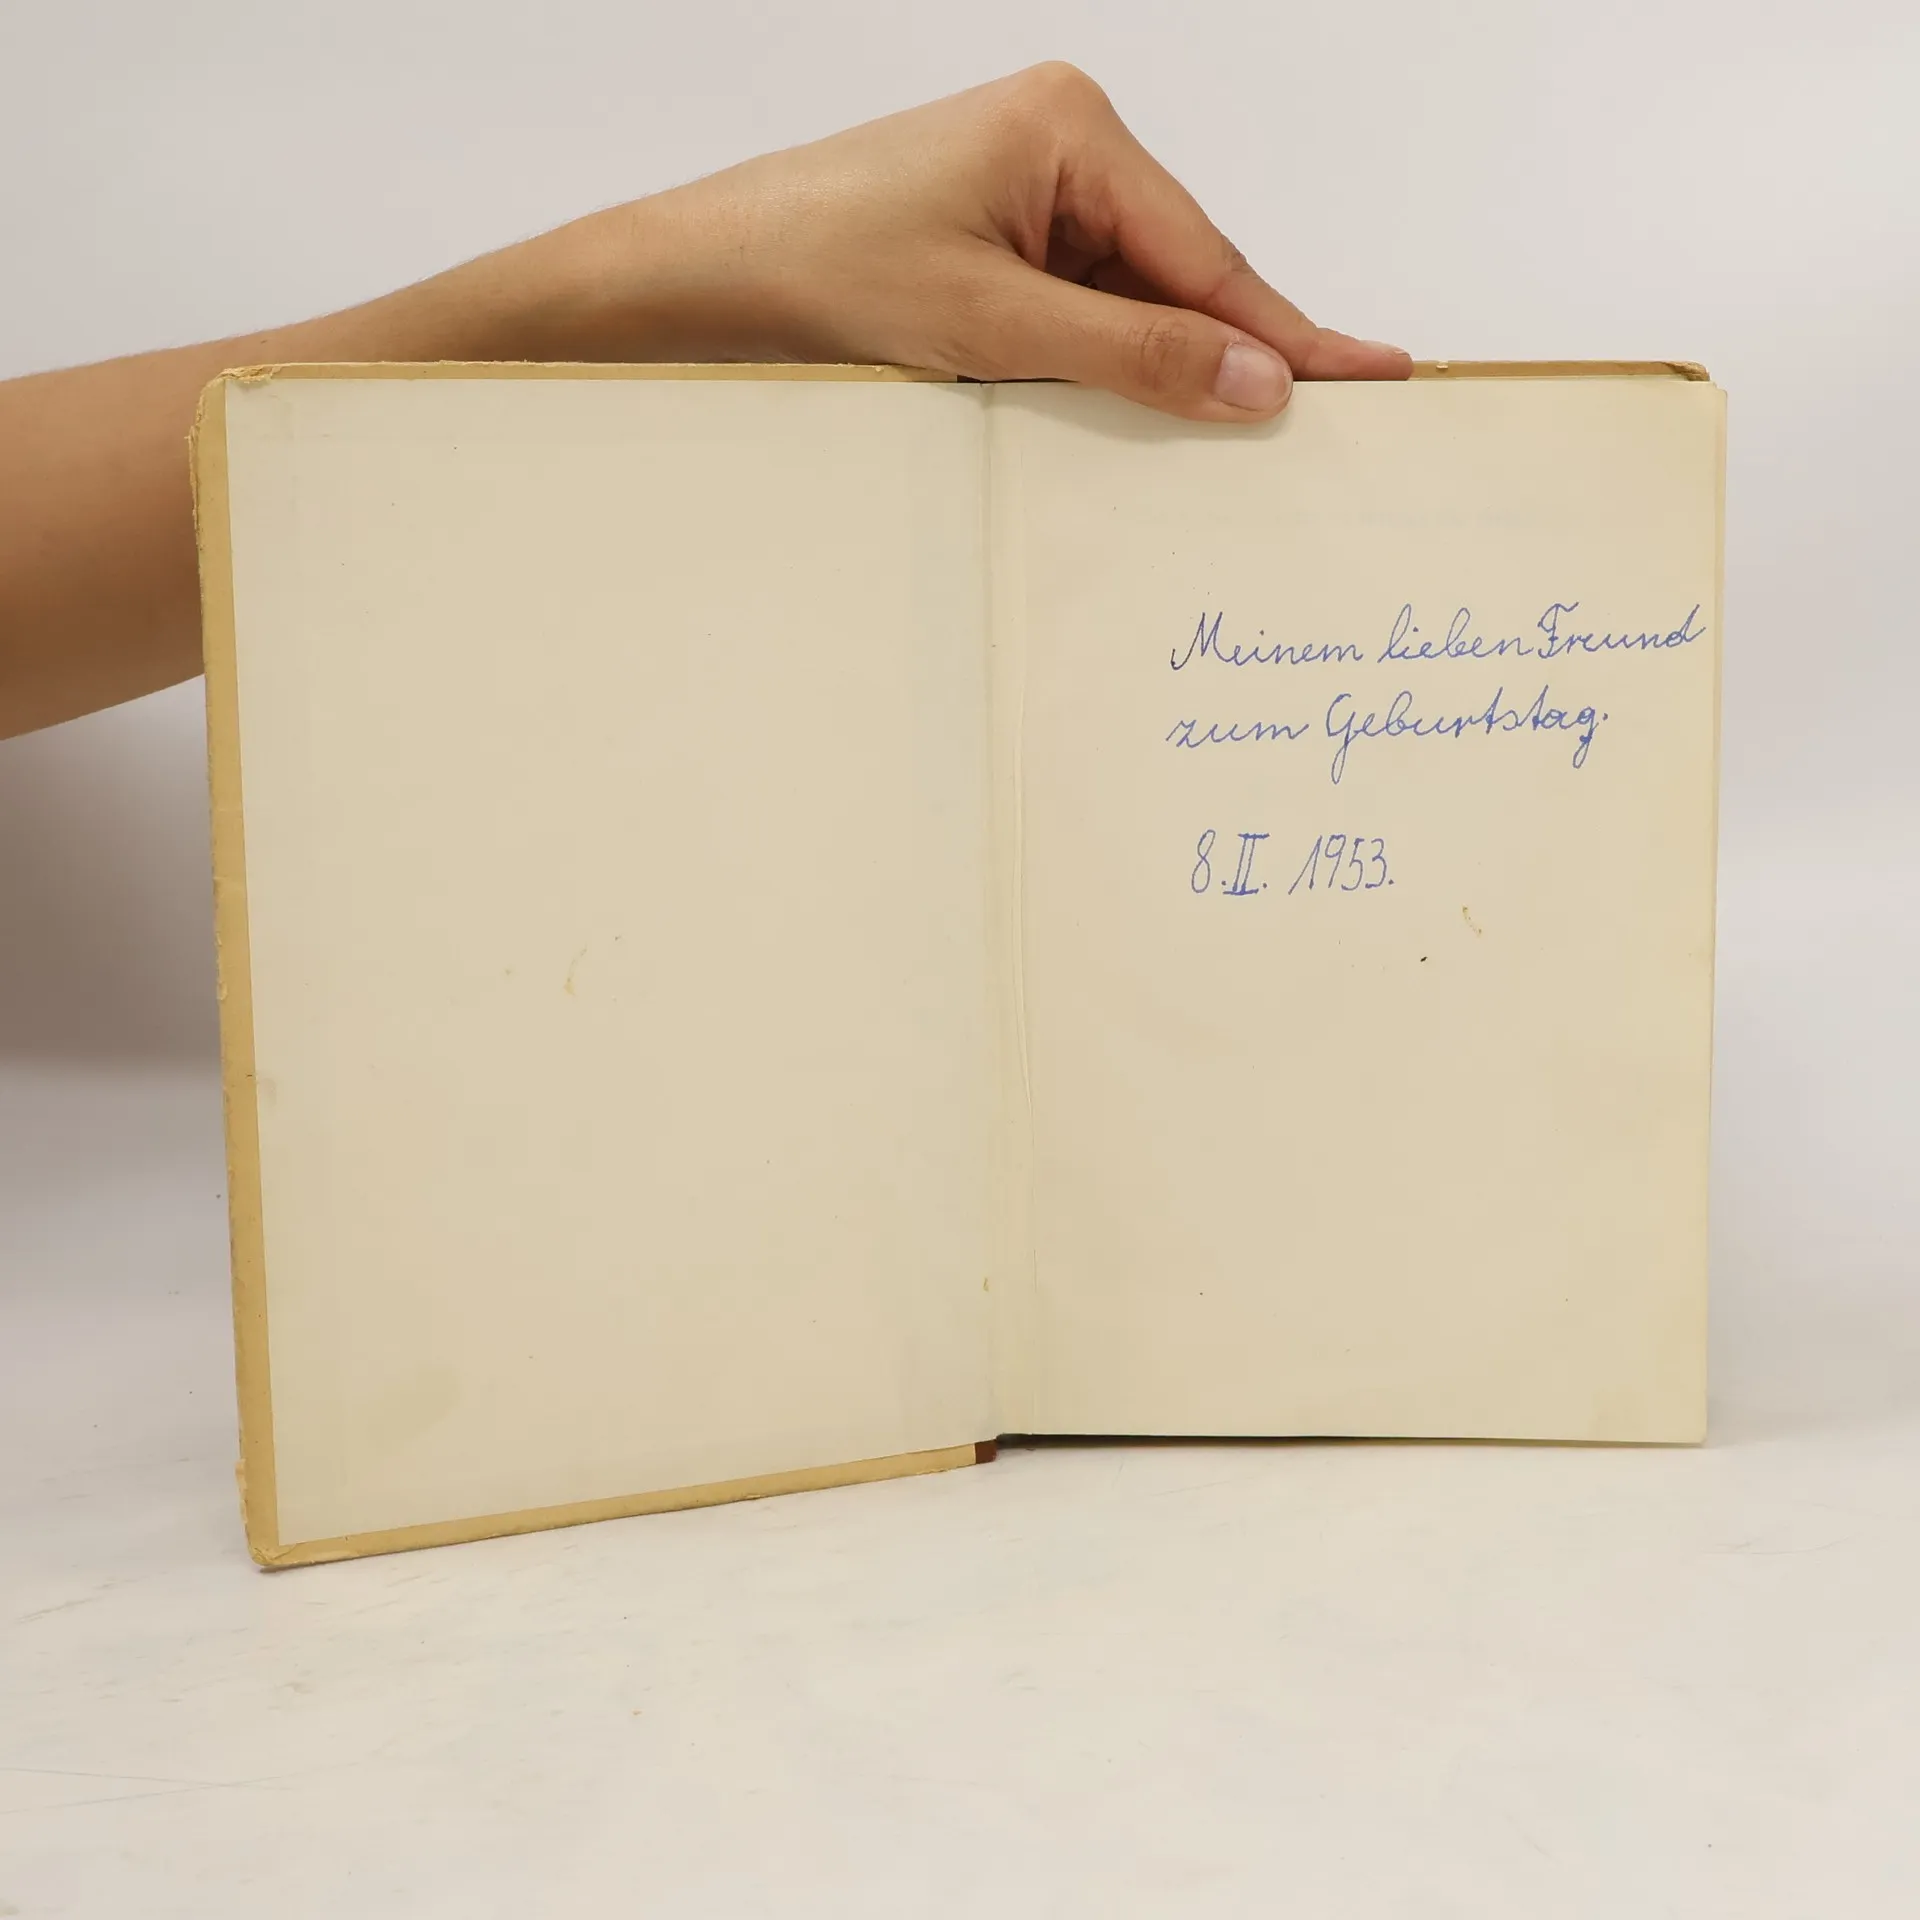 Meinem lieben Freund
zum Geburtstag.
8.II. 1953.